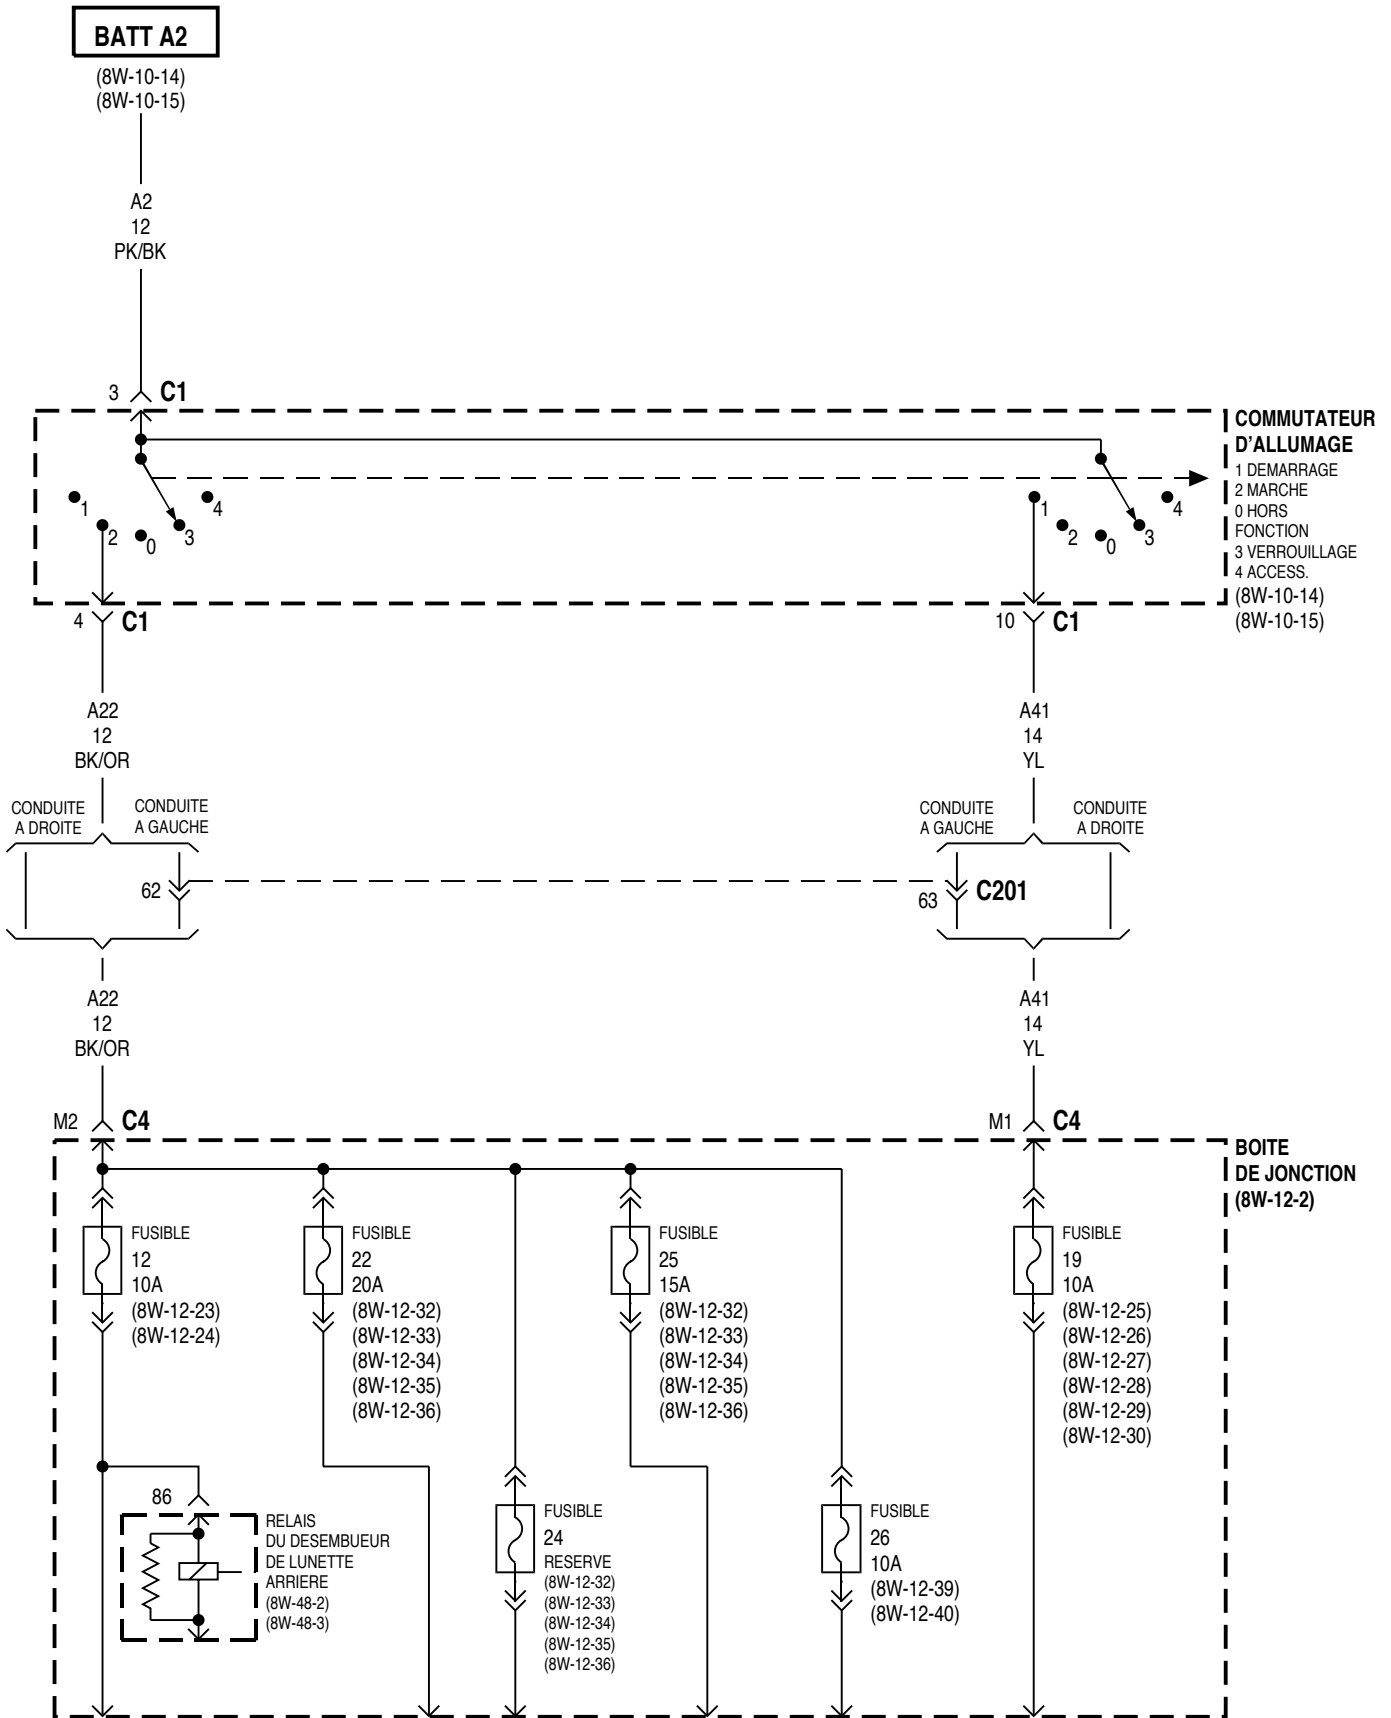 BATT A2
(8W-10-14)
(8W-10-15)
A2
12
PK/BK
3 C1
COMMUTATEUR
D'ALLUMAGE
1 DEMARRAGE
2 MARCHE
0 HORS
FONCTION
3 VERROUILLAGE
4 ACCESS.
(8W-10-14)
(8W-10-15)
1
2
0
3
4
1
2
0
3
4
4 C1
10 C1
A22
12
BK/OR
A41
14
YL
CONDUITE
A DROITE
CONDUITE
A GAUCHE
CONDUITE
A GAUCHE
CONDUITE
A DROITE
62
63 C201
A22
12
BK/OR
A41
14
YL
M2 C4
M1 C4
BOITE
DE JONCTION
(8W-12-2)
FUSIBLE
12
10A
(8W-12-23)
(8W-12-24)
FUSIBLE
22
20A
(8W-12-32)
(8W-12-33)
(8W-12-34)
(8W-12-35)
(8W-12-36)
FUSIBLE
25
15A
(8W-12-32)
(8W-12-33)
(8W-12-34)
(8W-12-35)
(8W-12-36)
FUSIBLE
19
10A
(8W-12-25)
(8W-12-26)
(8W-12-27)
(8W-12-28)
(8W-12-29)
(8W-12-30)
86
RELAIS
DU DESEMBUEUR
DE LUNETTE
ARRIERE
(8W-48-2)
(8W-48-3)
FUSIBLE
24
RESERVE
(8W-12-32)
(8W-12-33)
(8W-12-34)
(8W-12-35)
(8W-12-36)
FUSIBLE
26
10A
(8W-12-39)
(8W-12-40)